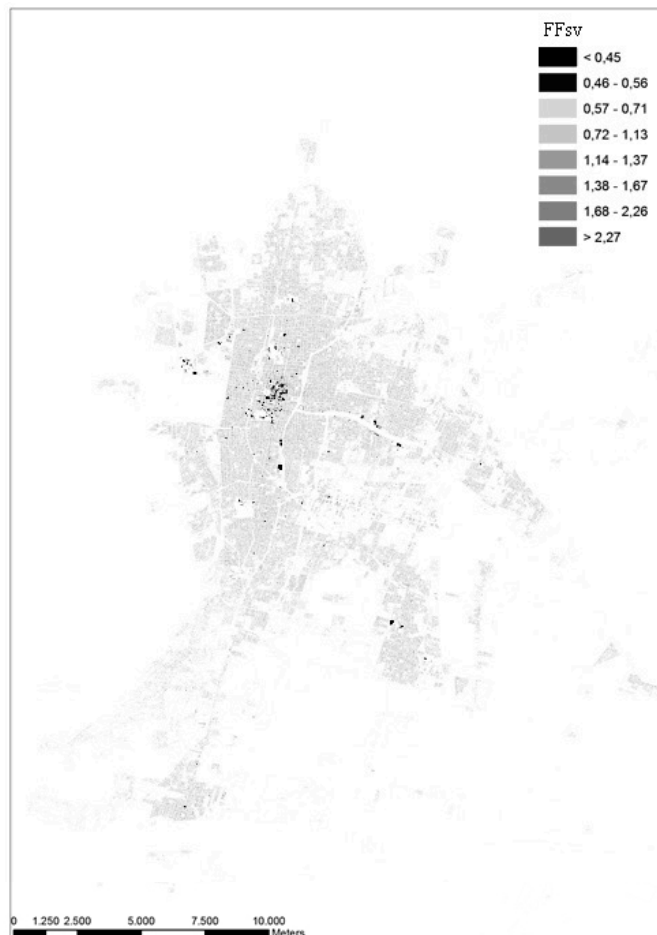 FFsv
< 0,45
0,46 - 0,56
0,57 - 0,71
0,72 - 1,13
1,14 - 1,37
1,38 - 1,67
1,68 - 2,26
> 2,27
0 1.250 2.500 5.000 7.500 10.000
Meters